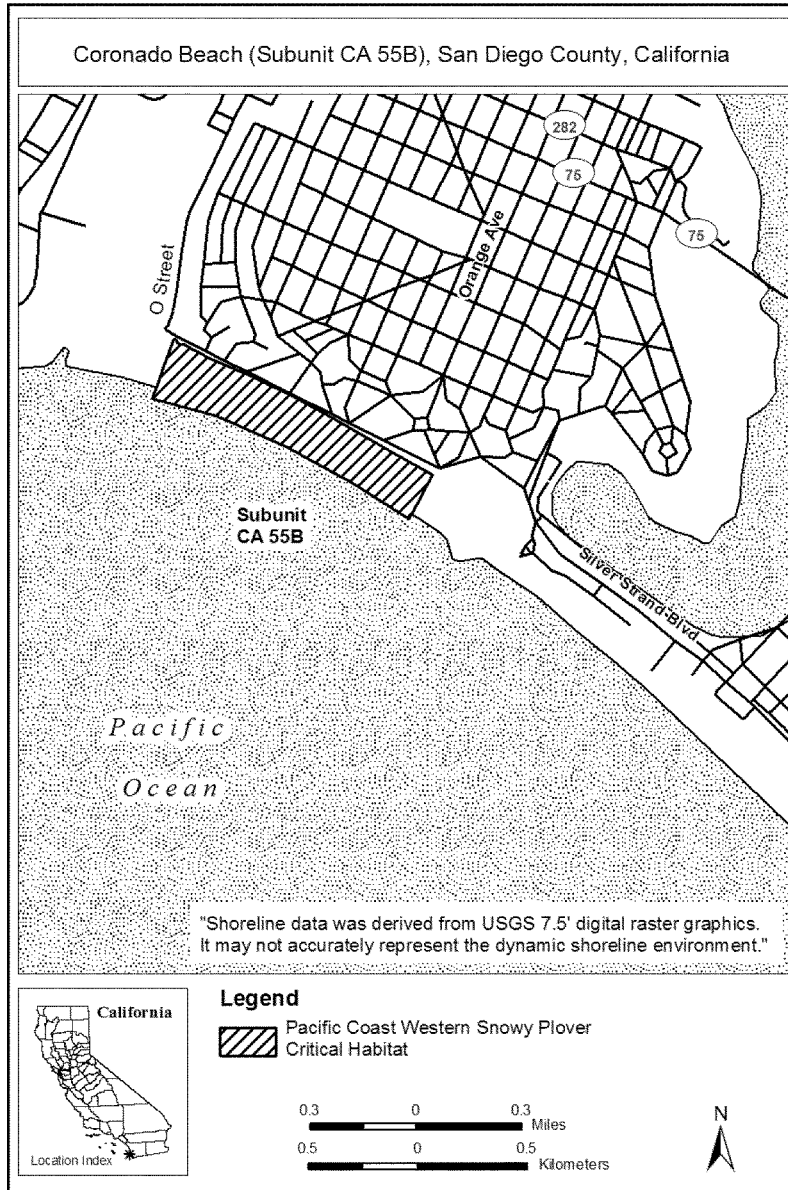 Coronado Beach (Subunit CA 55B), San Diego County, California
282
75
75
O Street
Orange Ave
Subunit
CA 55B
Silver Strand Blvd
Pacific
Ocean
"Shoreline data was derived from USGS 7.5' digital raster graphics.
It may not accurately represent the dynamic shoreline environment."
California
Location Index
Legend
Pacific Coast Western Snowy Plover
Critical Habitat
0.3 0 0.3 Miles
0.5 0 0.5 Kilometers
N